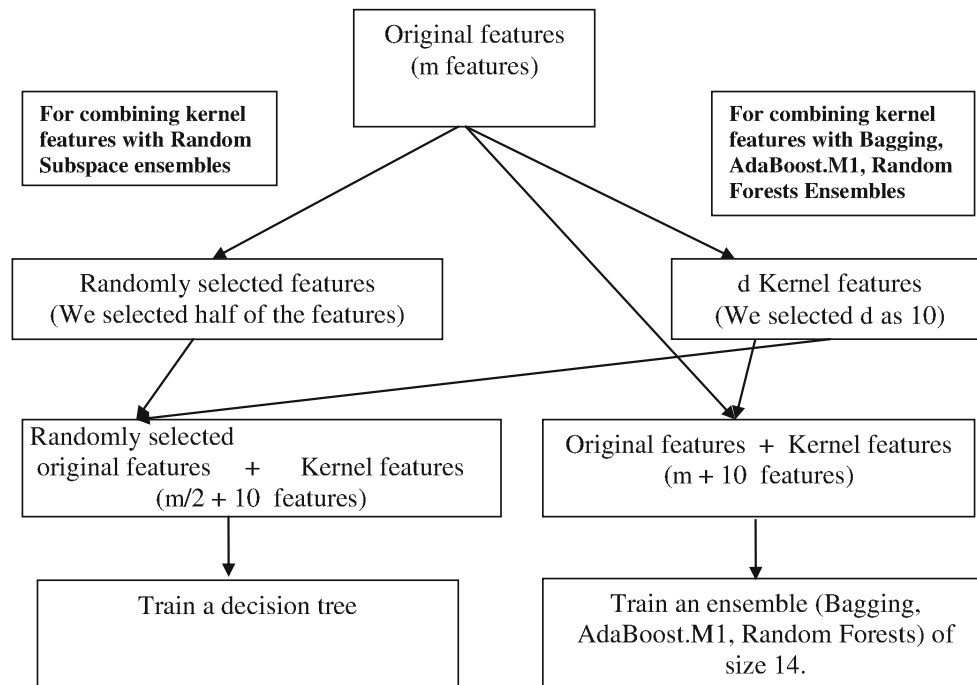 Original features
(m features)
For combining kernel
features with Random
Subspace ensembles
For combining kernel
features with Bagging,
AdaBoost.M1, Random
Forests Ensembles
Randomly selected features
(We selected half of the features)
d Kernel features
(We selected d as 10)
Randomly selected
original features + Kernel features
(m/2 + 10 features)
Original features + Kernel features
(m + 10 features)
Train a decision tree
Train an ensemble (Bagging,
AdaBoost.M1, Random Forests) of
size 14.